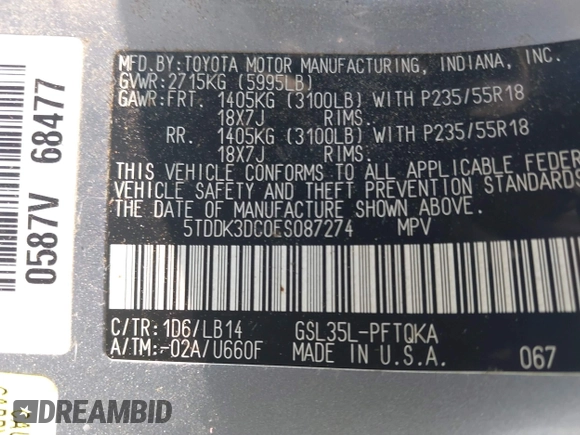 MFD. BY: TOYOTA MOTOR MANUFACTURING, INDIANA, INC.
GVWR: 2715KG (5995LB)
GAWR: FRT. 1405KG (3100LB) WITH P235/55R18
18X7J RIMS.
RR. 1405KG (3100LB) WITH P235/55R18
18X7J RIMS.
THIS VEHICLE CONFORMS TO ALL APPLICABLE FEDER
VEHICLE SAFETY AND THEFT PREVENTION STANDARDS
THE DATE OF MANUFACTURE SHOWN ABOVE.
5TDDK3DC0ES087274 MPV
C/TR: 1D6/LB14 GSL35L-PFTQKA
A/TM: -02A/U660F MADE IN U.S.A. 067
0587V 68477
DREAMBID